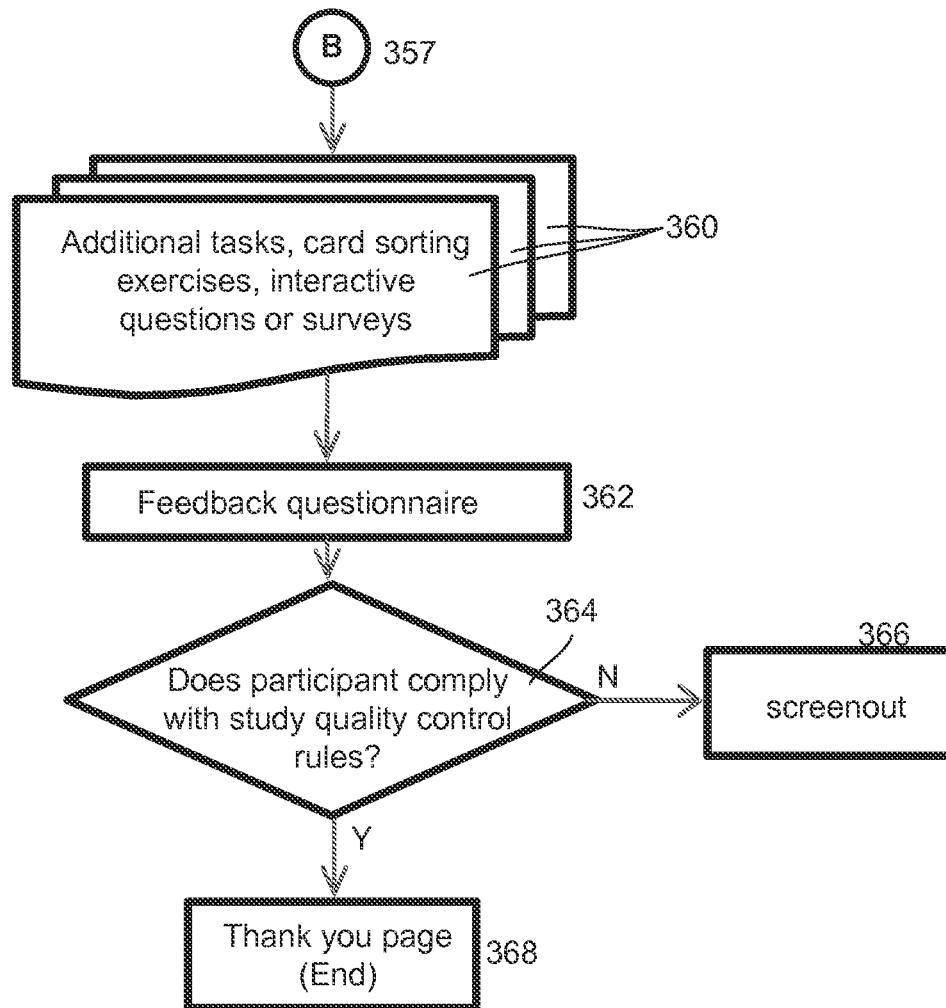 B
357
Additional tasks, card sorting
exercises, interactive
questions or surveys
360
Feedback questionnaire
362
364
366
Does participant comply
with study quality control
rules?
N
screenout
Y
Thank you page
(End)
368